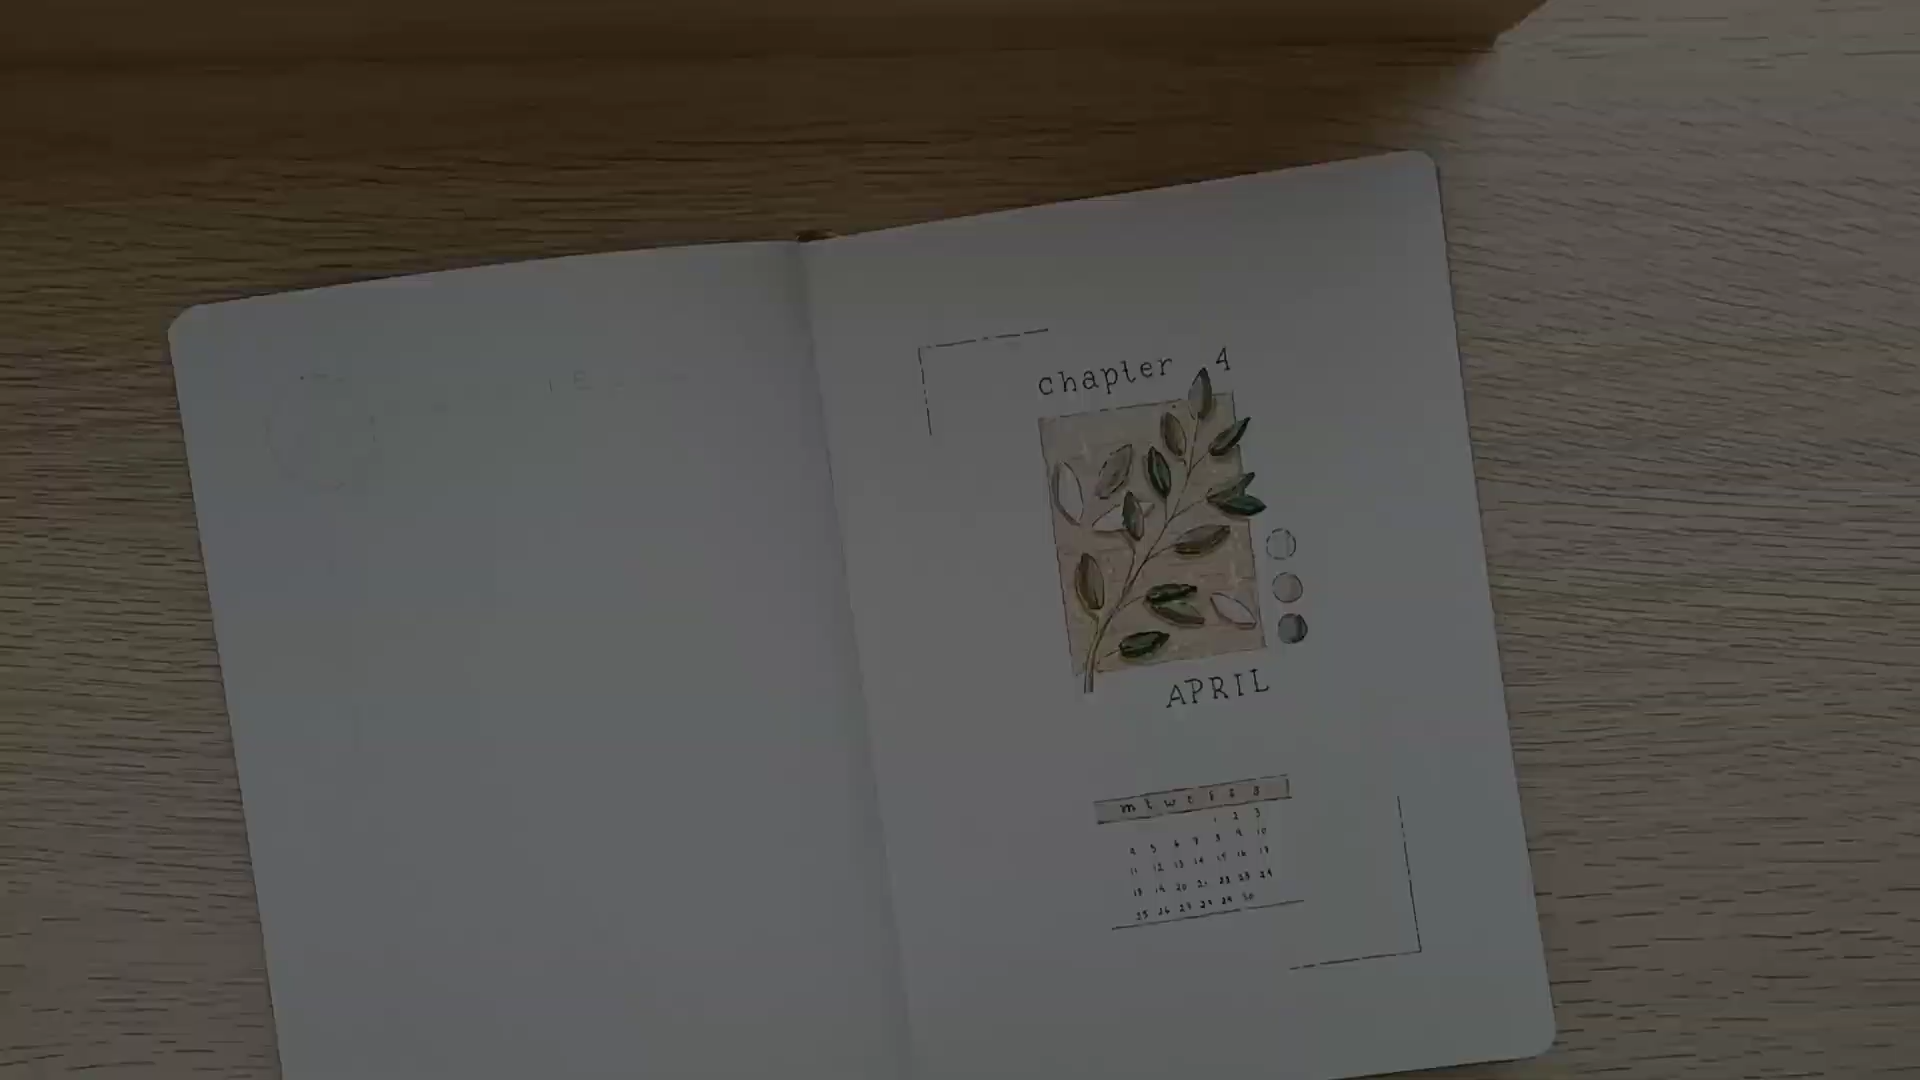 chapter 4
APRIL
m t w t f s s
1 2 3
4 5 6 7 8 9 10
11 12 13 14 15 16 17
18 19 20 21 22 23 24
25 26 27 28 29 30